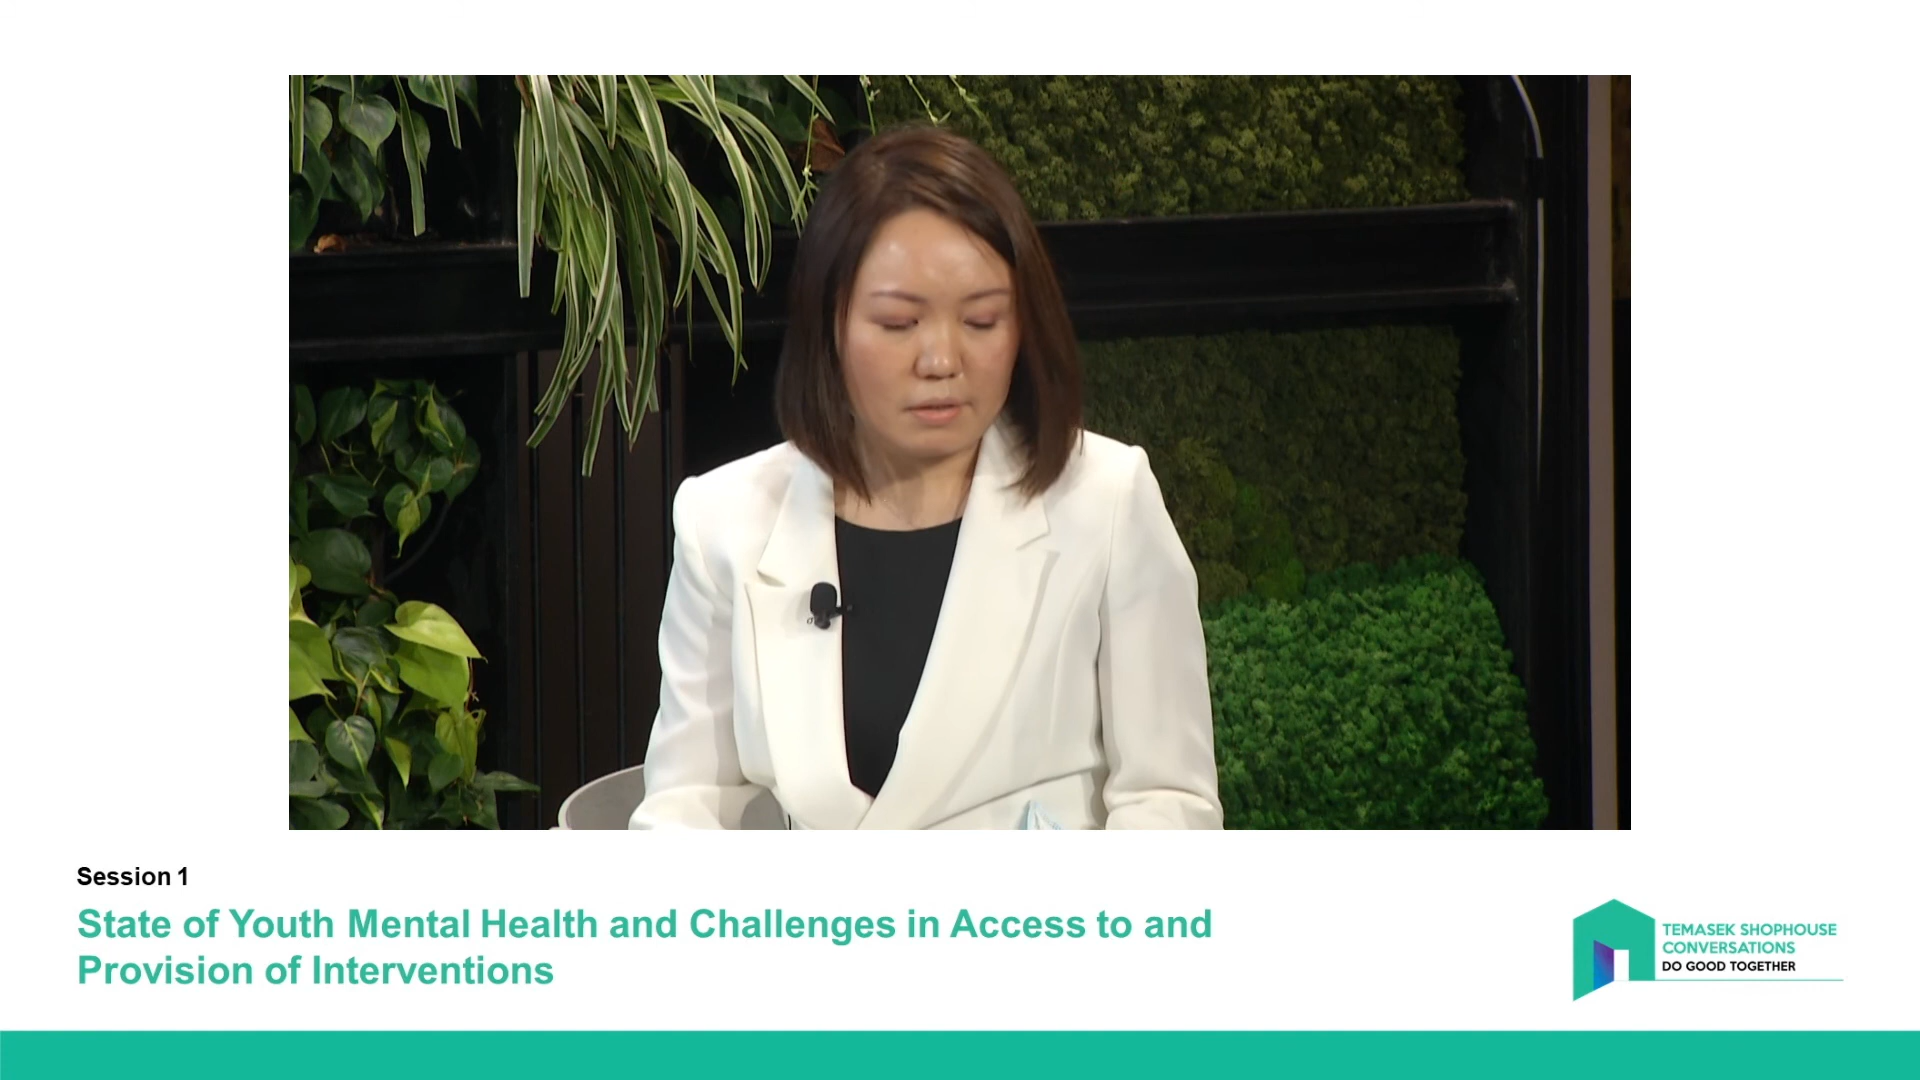 Session 1
State of Youth Mental Health and Challenges in Access to and
Provision of Interventions
TEMASEK SHOPHOUSE
CONVERSATIONS
DO GOOD TOGETHER